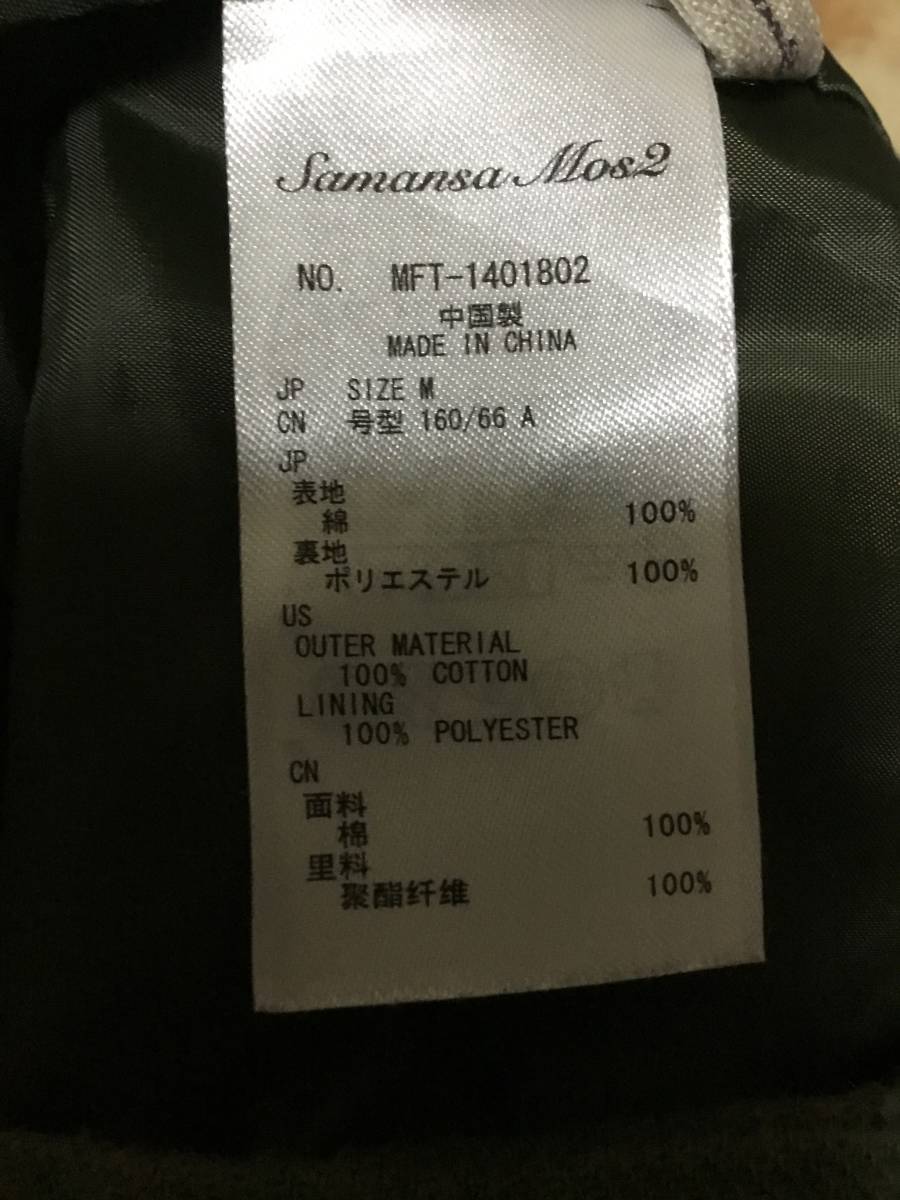 Samansa Mos2
NO. MFT-1401802
中国製
MADE IN CHINA
JP SIZE M
CN 号型 160/66 A
JP
表地
綿 100%
裏地
ポリエステル 100%
US
OUTER MATERIAL
100% COTTON
LINING
100% POLYESTER
CN
面料
棉 100%
里料
聚酯纤维 100%